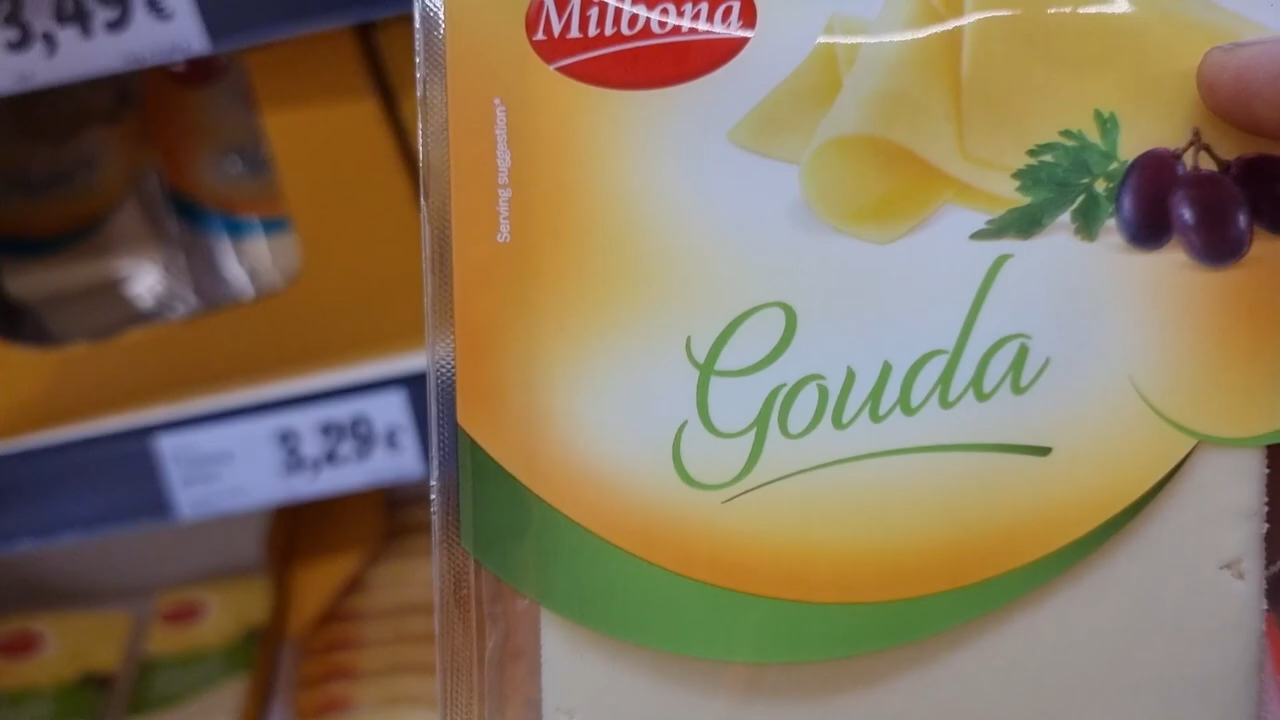 3,49 €
Milbona
Serving suggestion*
Gouda
3,29 €